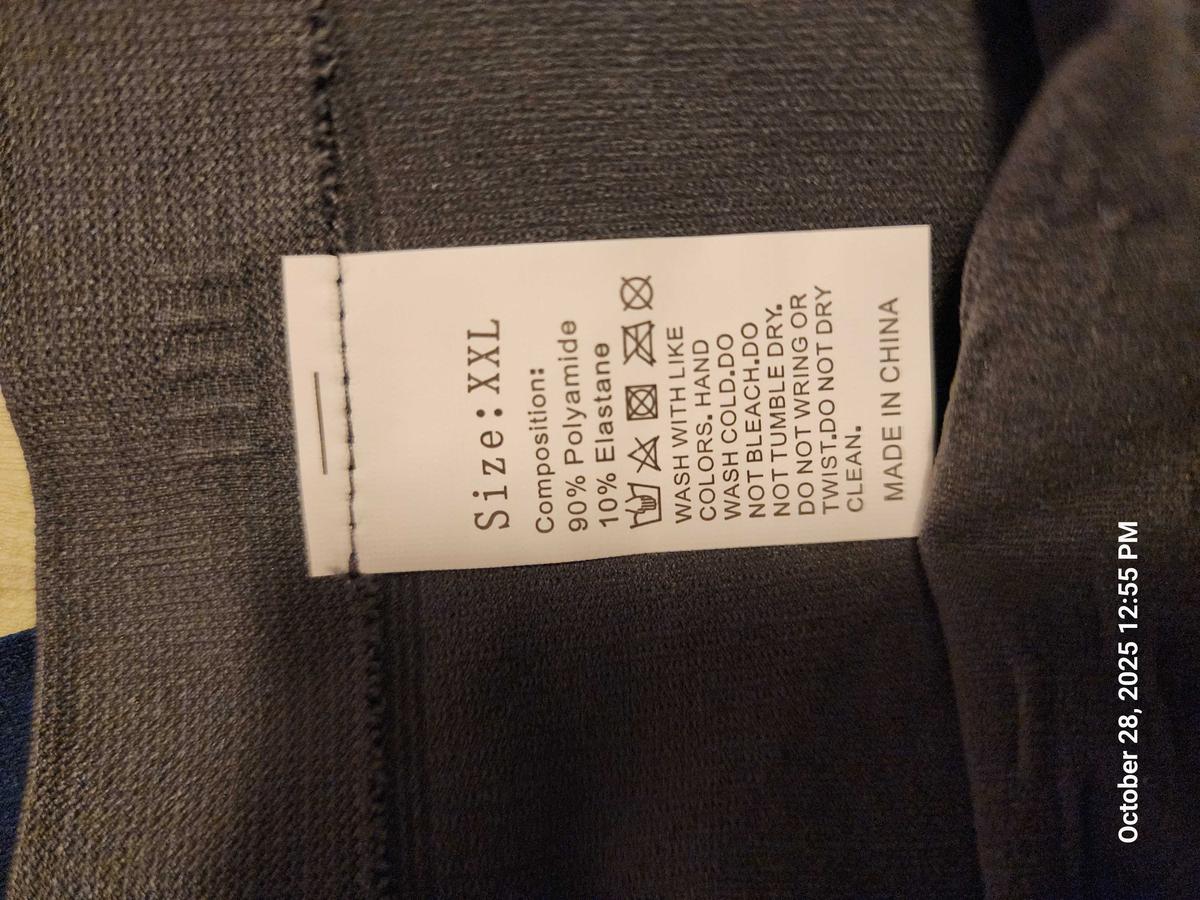 Size:XXL
Composition:
90% Polyamide
10% Elastane
WASH WITH LIKE
COLORS. HAND
WASH COLD.DO
NOT BLEACH.DO
NOT TUMBLE DRY.
DO NOT WRING OR
TWIST.DO NOT DRY
CLEAN.
MADE IN CHINA
October 28, 2025 12:55 PM